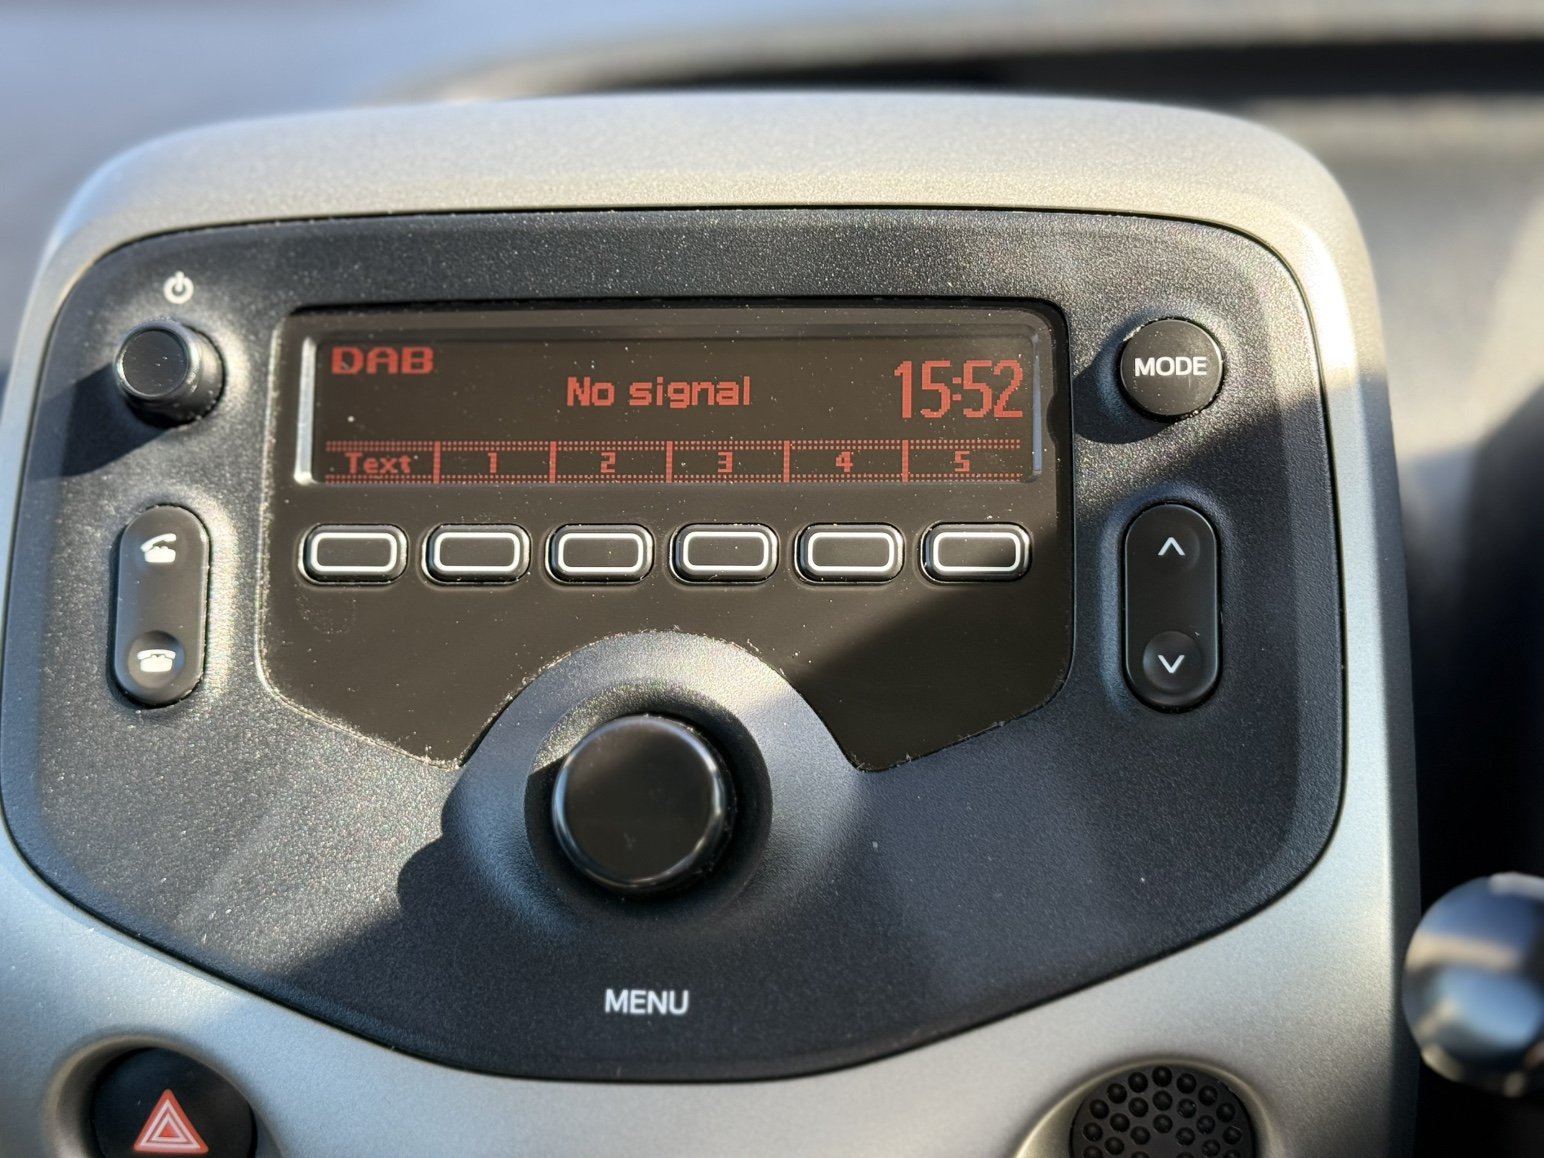 DAB
No signal
15:52
MODE
Text 1 2 3 4 5
MENU